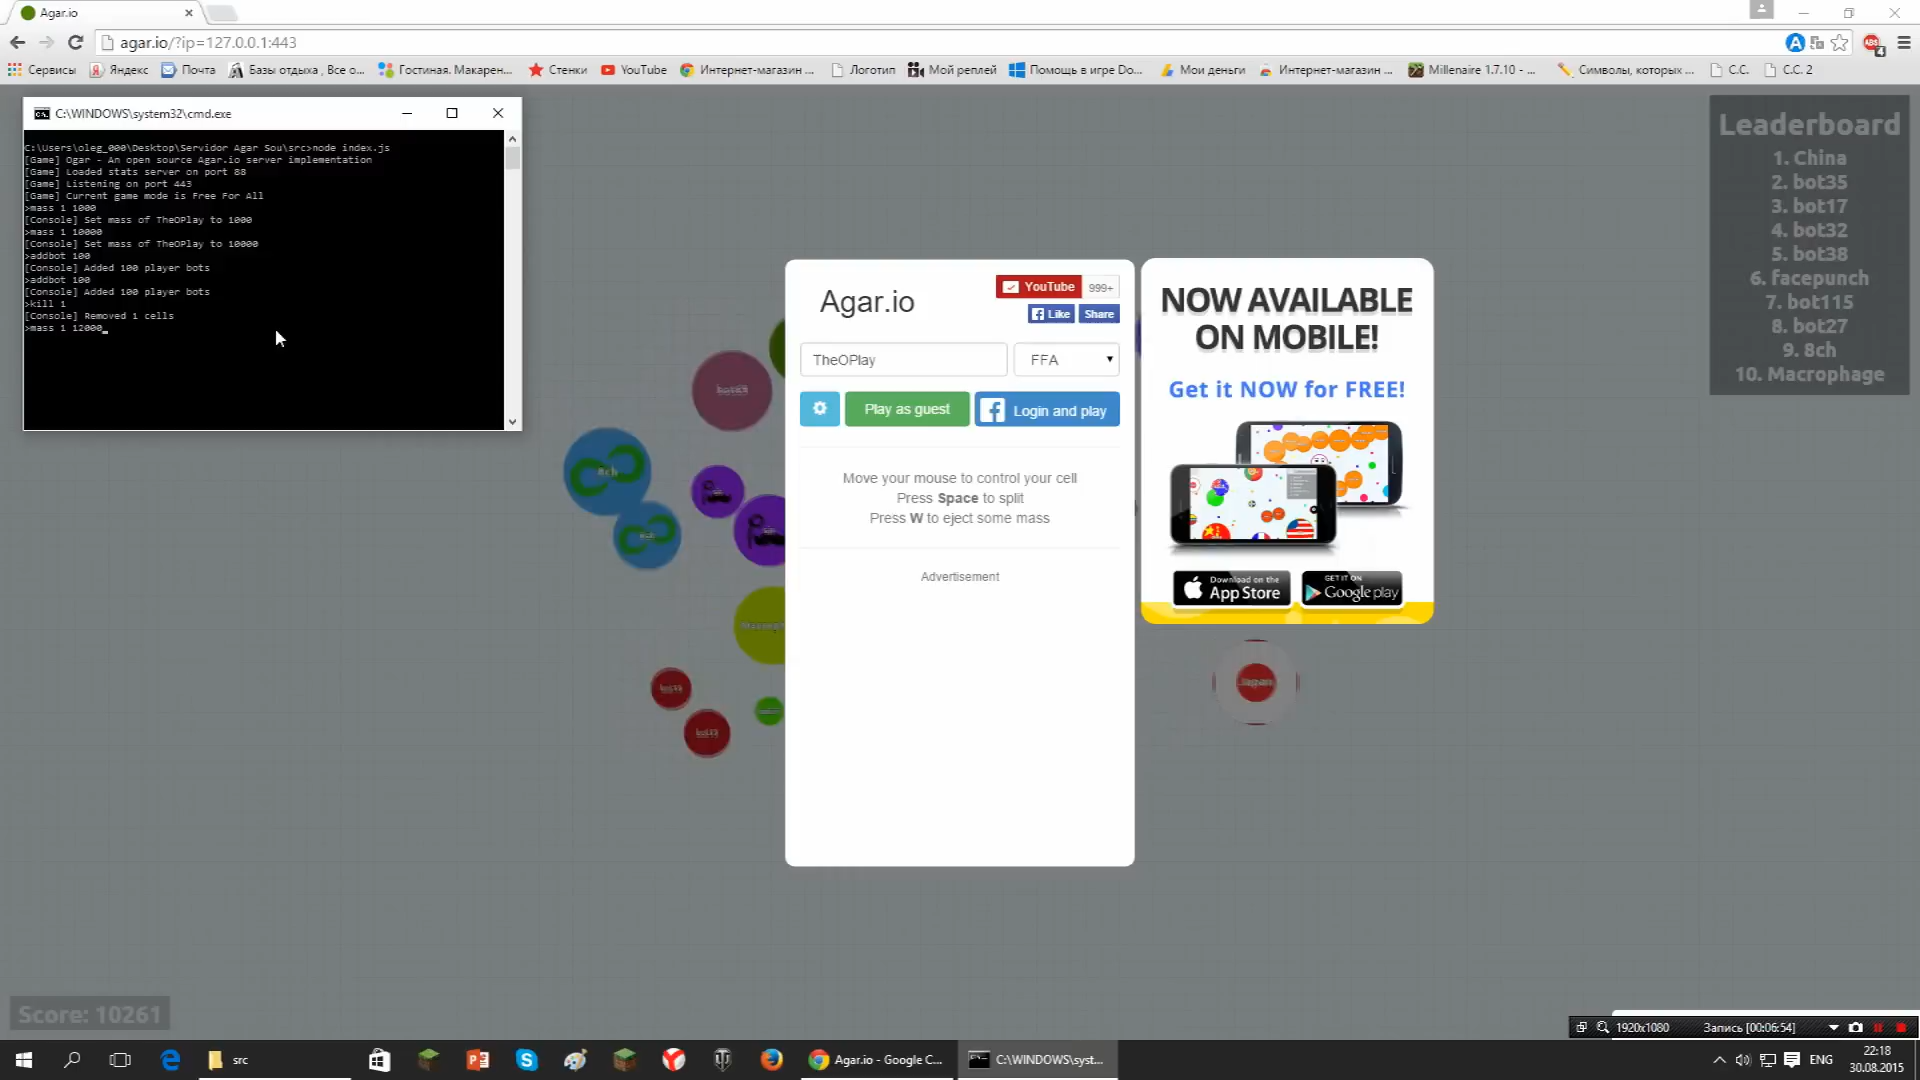 Agar.io
agar.io/?ip=127.0.0.1:443
Сервисы
Яндекс
Почта
Базы отдыха , Все о...
Гостиная. Макарен...
Стенки
YouTube
Интернет-магазин ...
Логотип
Мой реплей
Помощь в игре Do...
Мои деньги
Интернет-магазин ...
Millenaire 1.7.10 - ...
Символы, которых ...
С.С.
С.С. 2
C:\WINDOWS\system32\cmd.exe
C:\Users\oleg_000\Desktop\Servidor Agar Sou\src>node index.js
[Game] Ogar - An open source Agar.io server implementation
[Game] Loaded stats server on port 88
[Game] Listening on port 443
[Game] Current game mode is Free For All
>mass 1 1000
[Console] Set mass of TheOPlay to 1000
>mass 1 10000
[Console] Set mass of TheOPlay to 10000
>addbot 100
[Console] Added 100 player bots
>addbot 100
[Console] Added 100 player bots
>kill 1
[Console] Removed 1 cells
>mass 1 12000_
Leaderboard
1. China
2. bot35
3. bot17
4. bot32
5. bot38
6. facepunch
7. bot115
8. bot27
9. 8ch
10. Macrophage
Agar.io
YouTube 999+
Like Share
TheOPlay
FFA
Play as guest
Login and play
Move your mouse to control your cell
Press Space to split
Press W to eject some mass
Advertisement
NOW AVAILABLE
ON MOBILE!
Get it NOW for FREE!
Download on the
App Store
GET IT ON
Google play
8ch
Score: 10261
1920x1080
Запись [00:06:54]
src
Agar.io - Google C...
C:\WINDOWS\syst...
ENG
22:18
30.08.2015